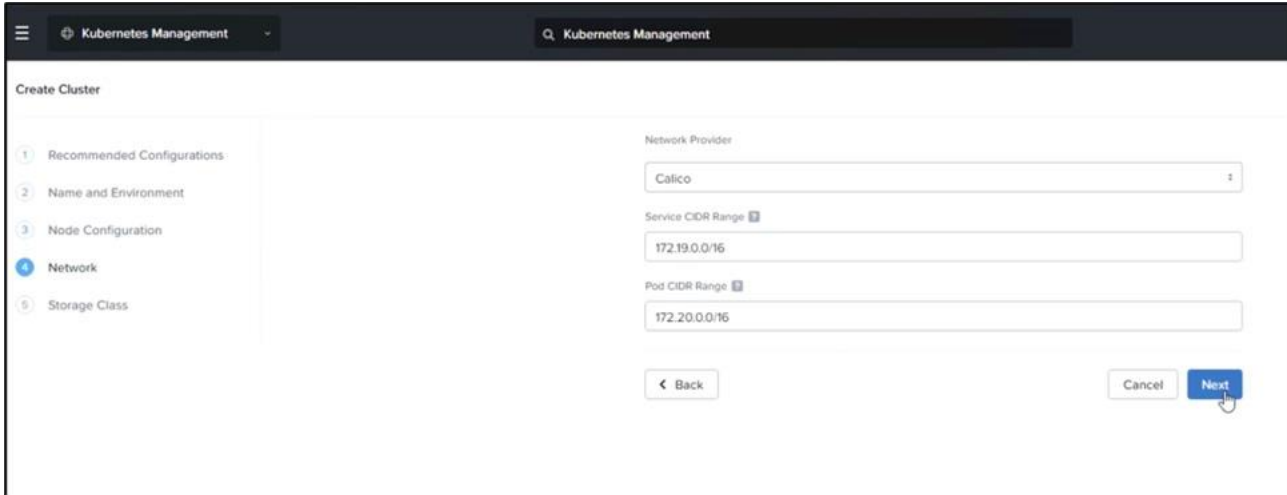 Kubernetes Management
Kubernetes Management
Create Cluster
1 Recommended Configurations
2 Name and Environment
3 Node Configuration
4 Network
5 Storage Class
Network Provider
Calico
Service CIDR Range ?
172.19.0.0/16
Pod CIDR Range ?
172.20.0.0/16
Back
Cancel
Next